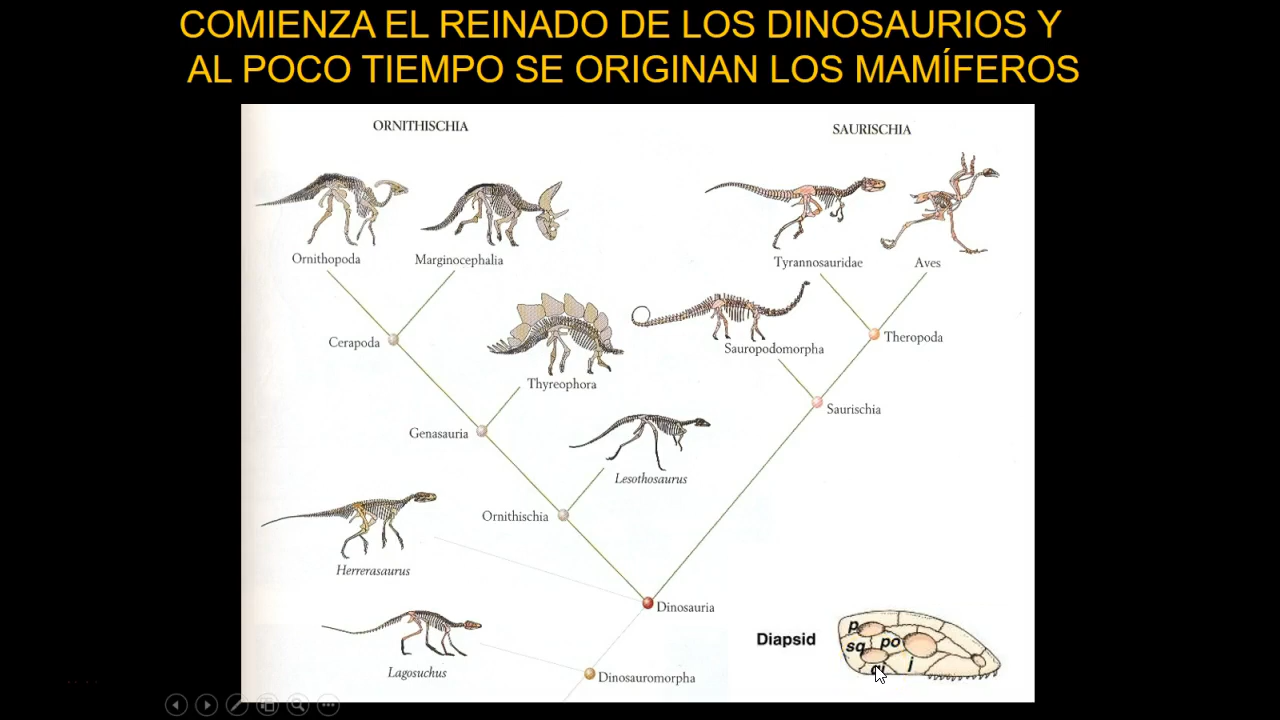 COMIENZA EL REINADO DE LOS DINOSAURIOS Y
AL POCO TIEMPO SE ORIGINAN LOS MAMÍFEROS
ORNITHISCHIA
SAURISCHIA
Ornithopoda
Marginocephalia
Tyrannosauridae
Aves
Cerapoda
Theropoda
Sauropodomorpha
Thyreophora
Saurischia
Genasauria
Lesothosaurus
Ornithischia
Herrerasaurus
Dinosauria
Lagosuchus
Dinosauromorpha
Diapsid
p
sq
po
j